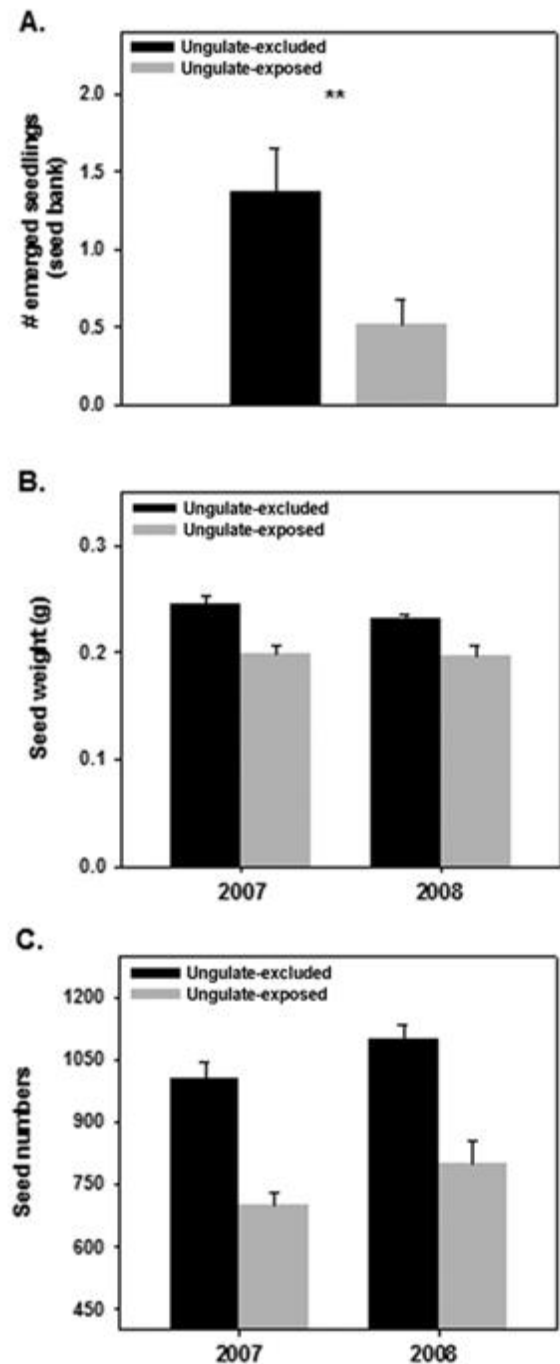 A.
Ungulate-excluded
Ungulate-exposed
**
2.0
1.5
1.0
0.5
0.0
# emerged seedlings
(seed bank)
B.
Ungulate-excluded
Ungulate-exposed
0.3
0.2
0.1
0.0
Seed weight (g)
2007
2008
C.
Ungulate-excluded
Ungulate-exposed
1200
1050
900
750
600
450
Seed numbers
2007
2008